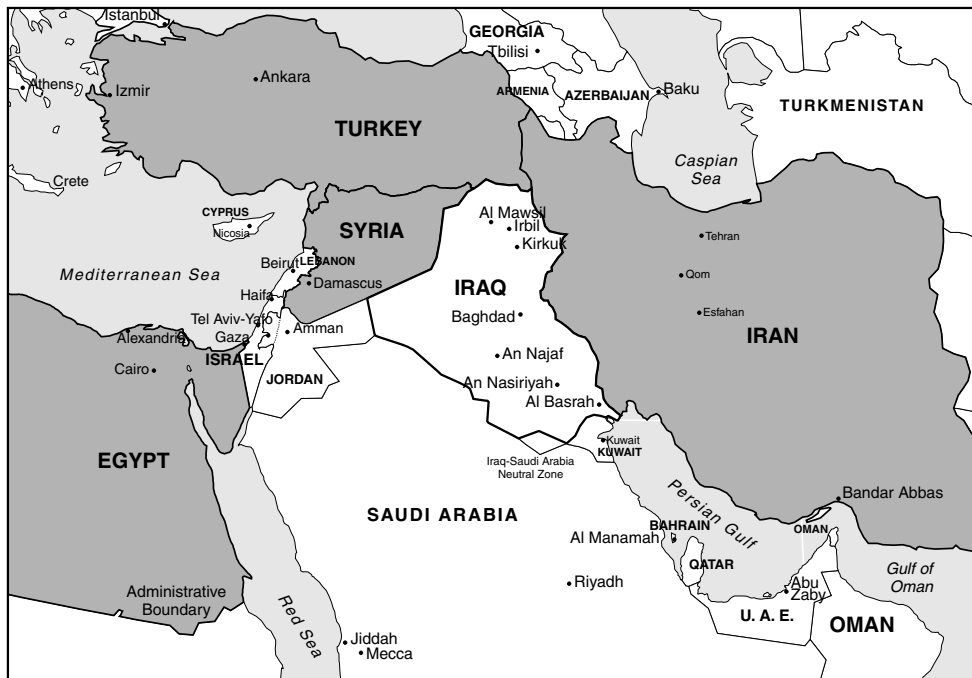 Istanbul
GEORGIA
Tbilisi
Athens
Izmir
Ankara
ARMENIA
AZERBAIJAN
Baku
TURKMENISTAN
TURKEY
Caspian
Sea
Crete
CYPRUS
Nicosia
SYRIA
Al Mawsil
Irbil
Kirkuk
Tehran
Mediterranean Sea
Beirut
LEBANON
Damascus
Qom
Haifa
IRAQ
Baghdad
Esfahan
IRAN
Tel Aviv-Yafo
Alexandris
Gaza
Amman
ISRAEL
Cairo
JORDAN
An Najaf
An Nasiriyah
Al Basrah
EGYPT
Kuwait
KUWAIT
Iraq-Saudi Arabia
Neutral Zone
SAUDI ARABIA
Persian Gulf
Bandar Abbas
BAHRAIN
Al Manamah
OMAN
QATAR
Gulf of
Oman
Riyadh
Abu
Zaby
Administrative
Boundary
Red Sea
U. A. E.
OMAN
Jiddah
Mecca